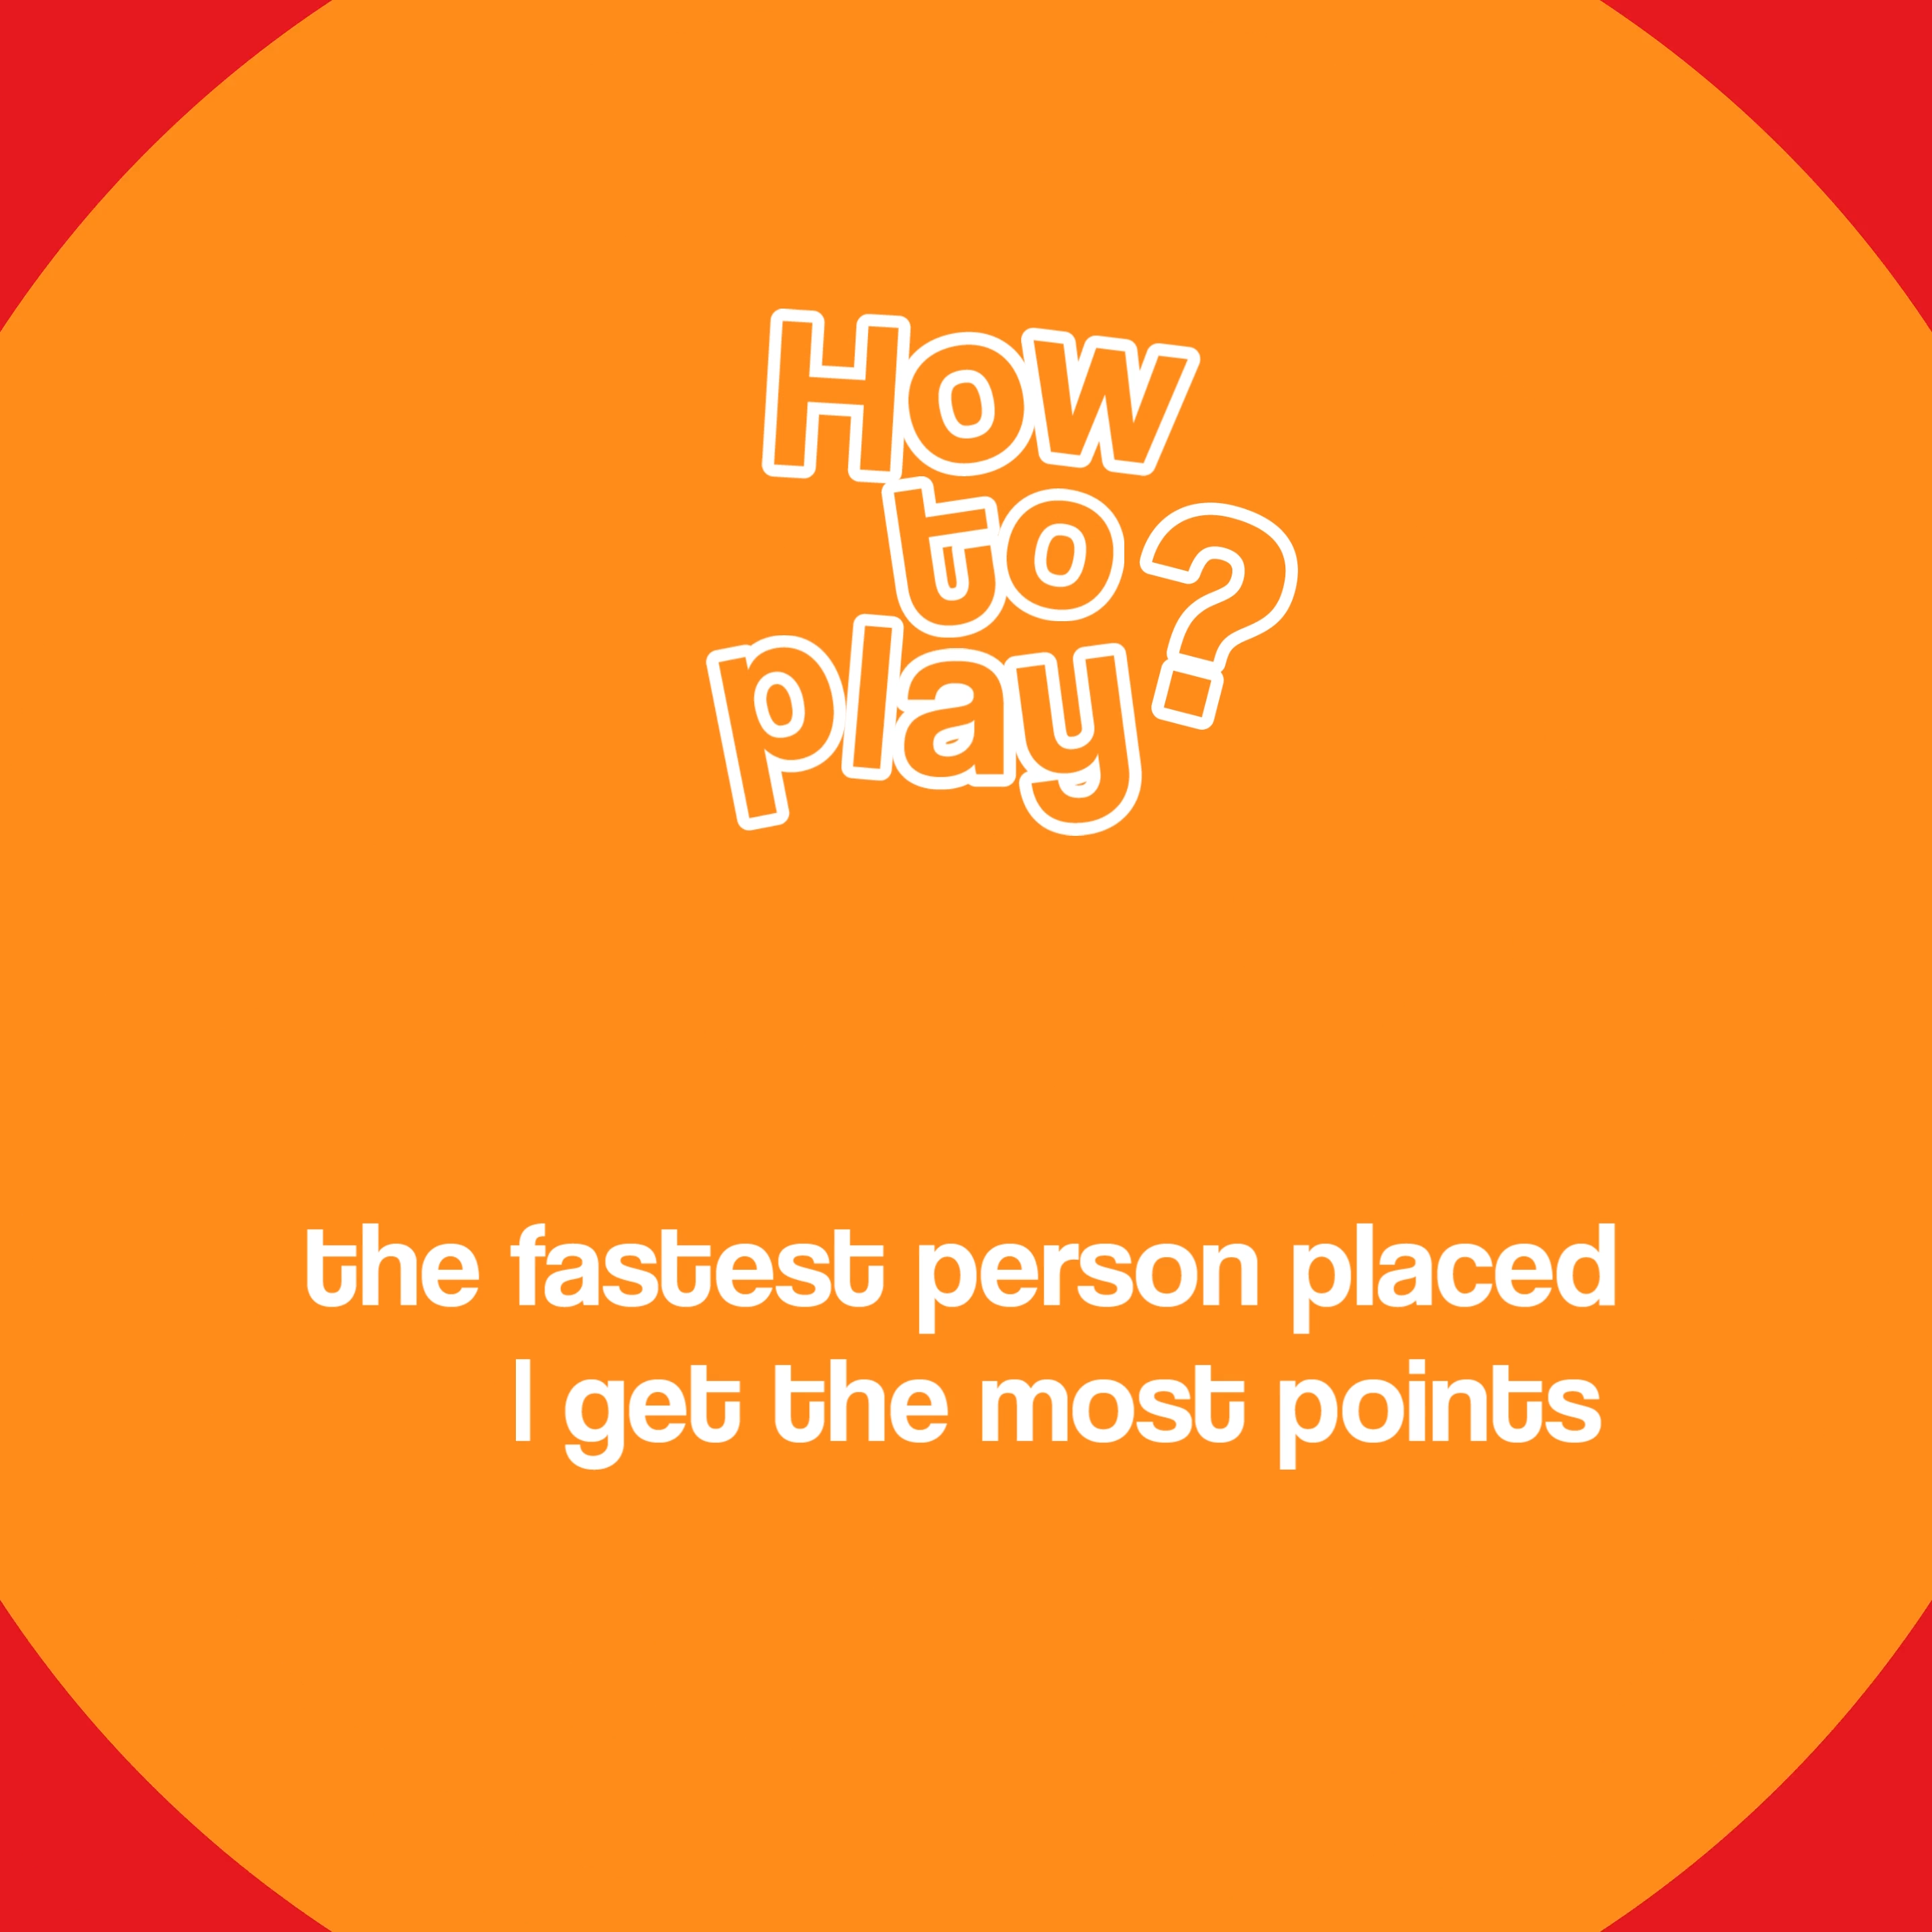 How
to
play?
the fastest person placed
I get the most points